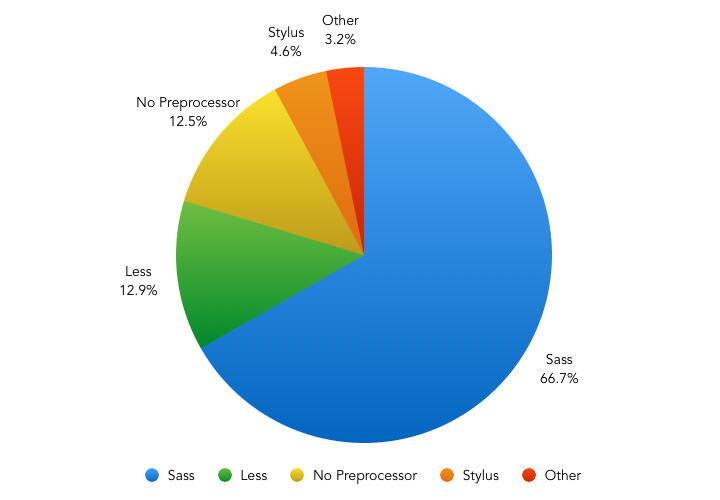 Other
3.2%
Stylus
4.6%
No Preprocessor
12.5%
Less
12.9%
Sass
66.7%
Sass Less No Preprocessor Stylus Other